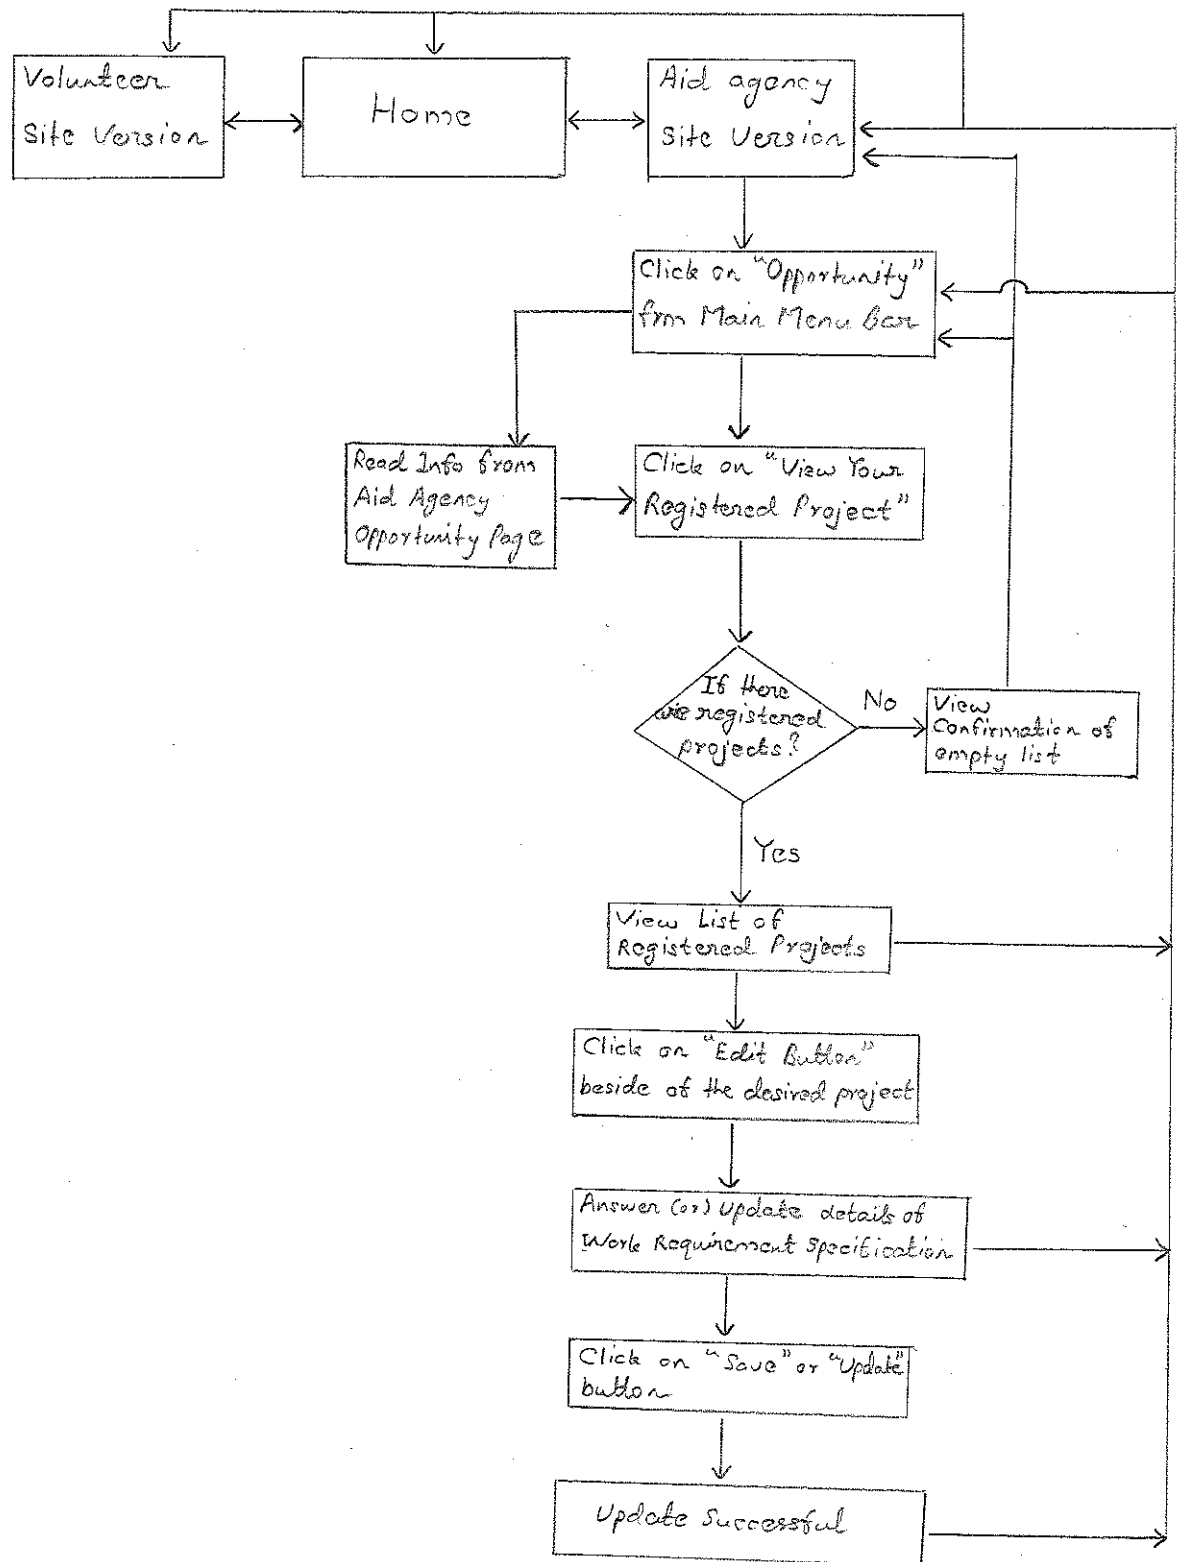 Volunteer
Site Version
Home
Aid agency
Site Version
Click on "Opportunity"
frm Main Menu Bar
Read Info from
Aid Agency
Opportunity Page
Click on "View Your
Registered Project"
If there
are registered
projects?
No
View
Confirmation of
empty list
Yes
View List of
Registered Projects
Click on "Edit Button"
beside of the desired project
Answer (or) Update details of
Work Requirement Specification
Click on "Save" or "Update"
button
Update Successful